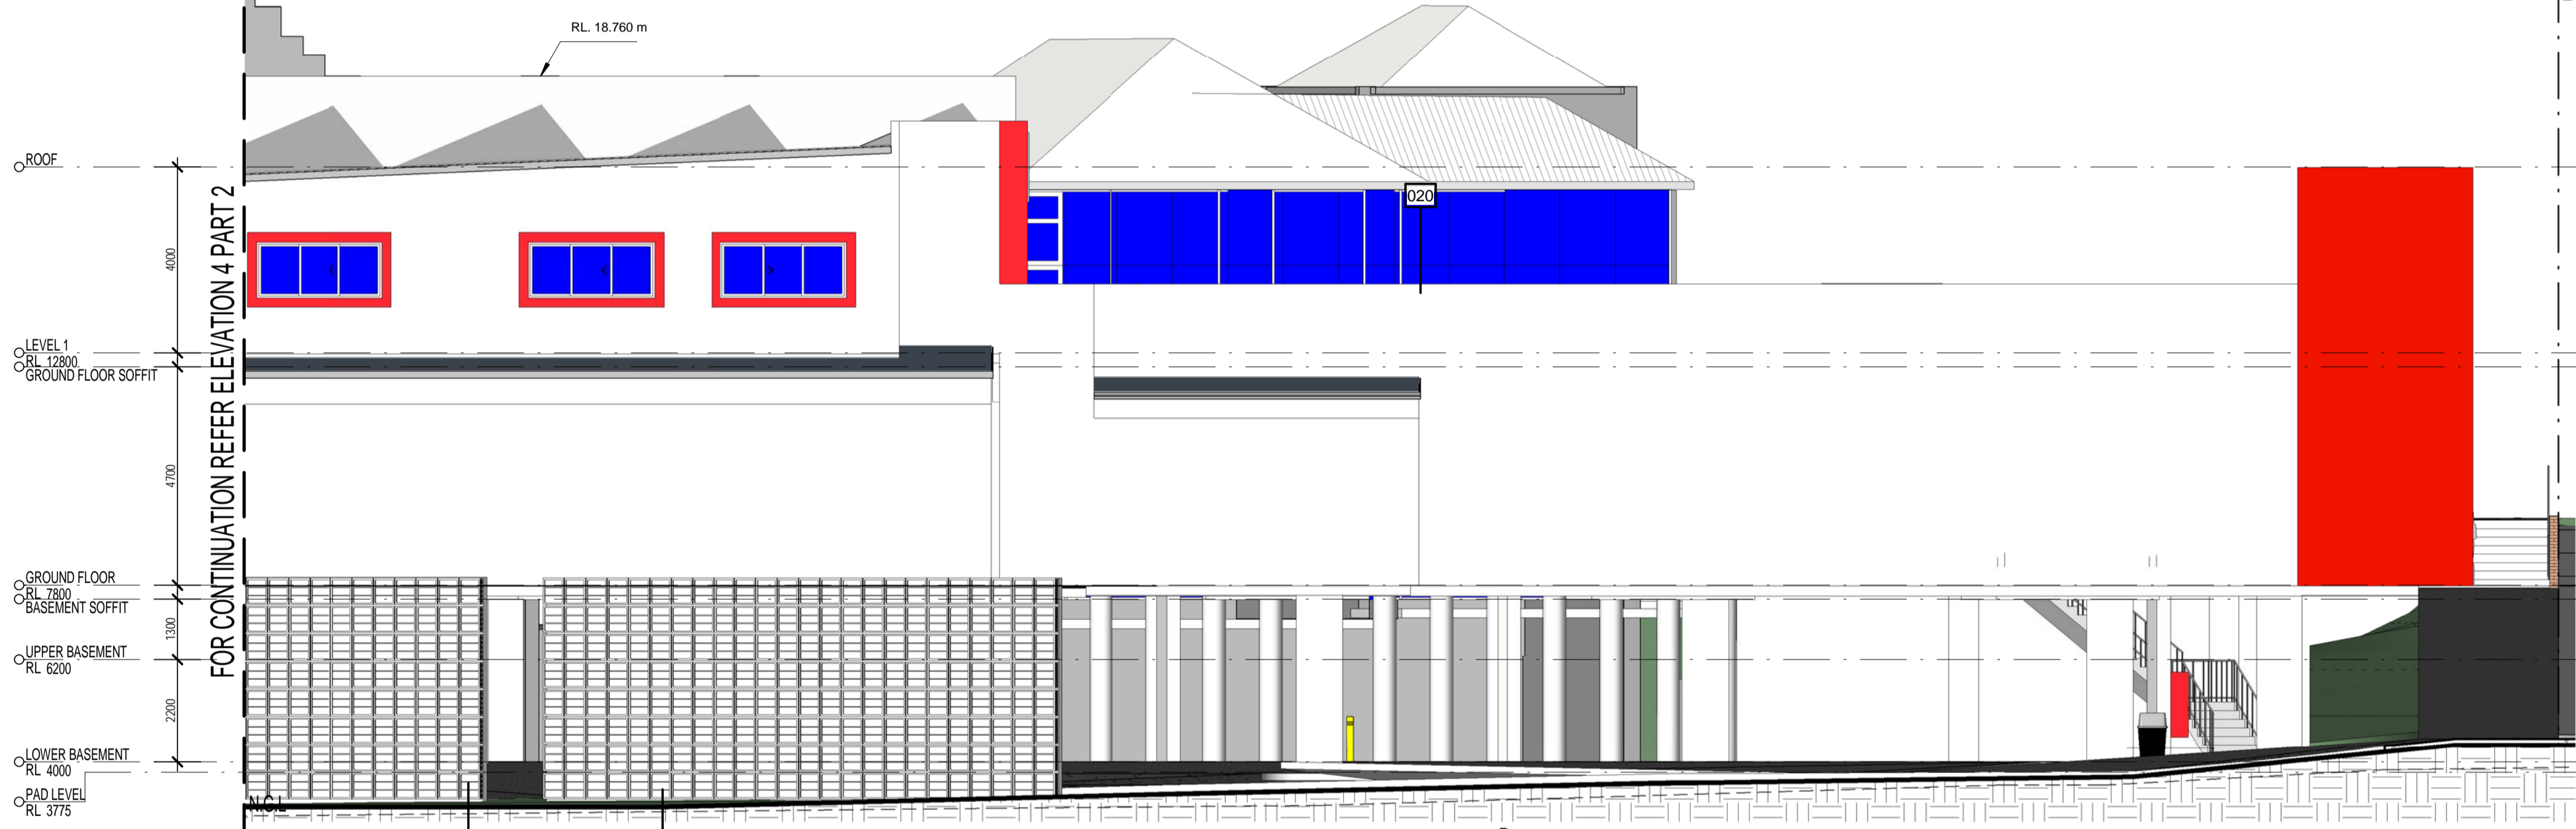 RL. 18.760 m
ROOF
4000
FOR CONTINUATION REFER ELEVATION 4 PART 2
020
LEVEL 1
RL 12800
GROUND FLOOR SOFFIT
4700
GROUND FLOOR
RL 7800
BASEMENT SOFFIT
1300
UPPER BASEMENT
RL 6200
2200
LOWER BASEMENT
RL 4000
PAD LEVEL
RL 3775
N.G.L